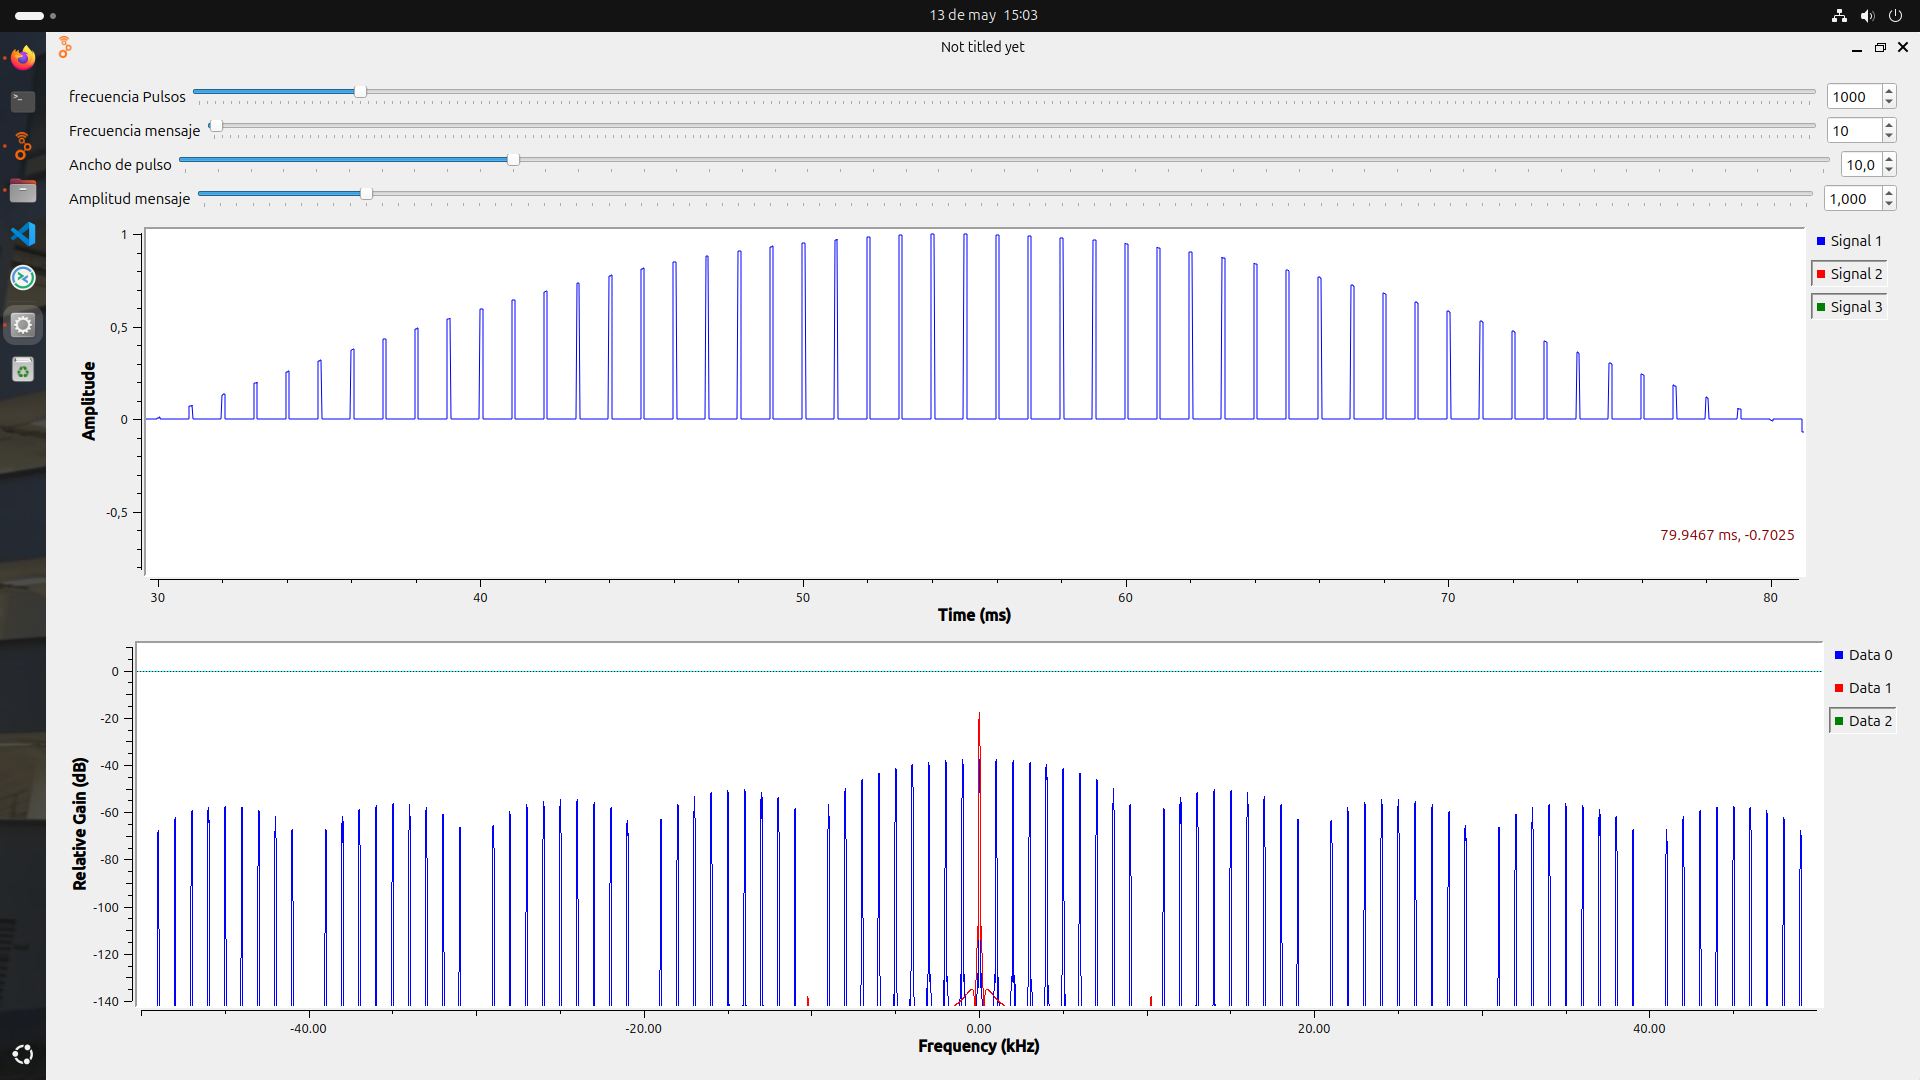 13 de may 15:03
Not titled yet
frecuencia Pulsos 1000
Frecuencia mensaje 10
Ancho de pulso 10,0
Amplitud mensaje 1,000
1
0,5
0
-0,5
Amplitude
79.9467 ms, -0.7025
30 40 50 60 70 80
Time (ms)
Signal 1
Signal 2
Signal 3
0
-20
-40
-60
-80
-100
-120
-140
Relative Gain (dB)
-40.00 -20.00 0.00 20.00 40.00
Frequency (kHz)
Data 0
Data 1
Data 2